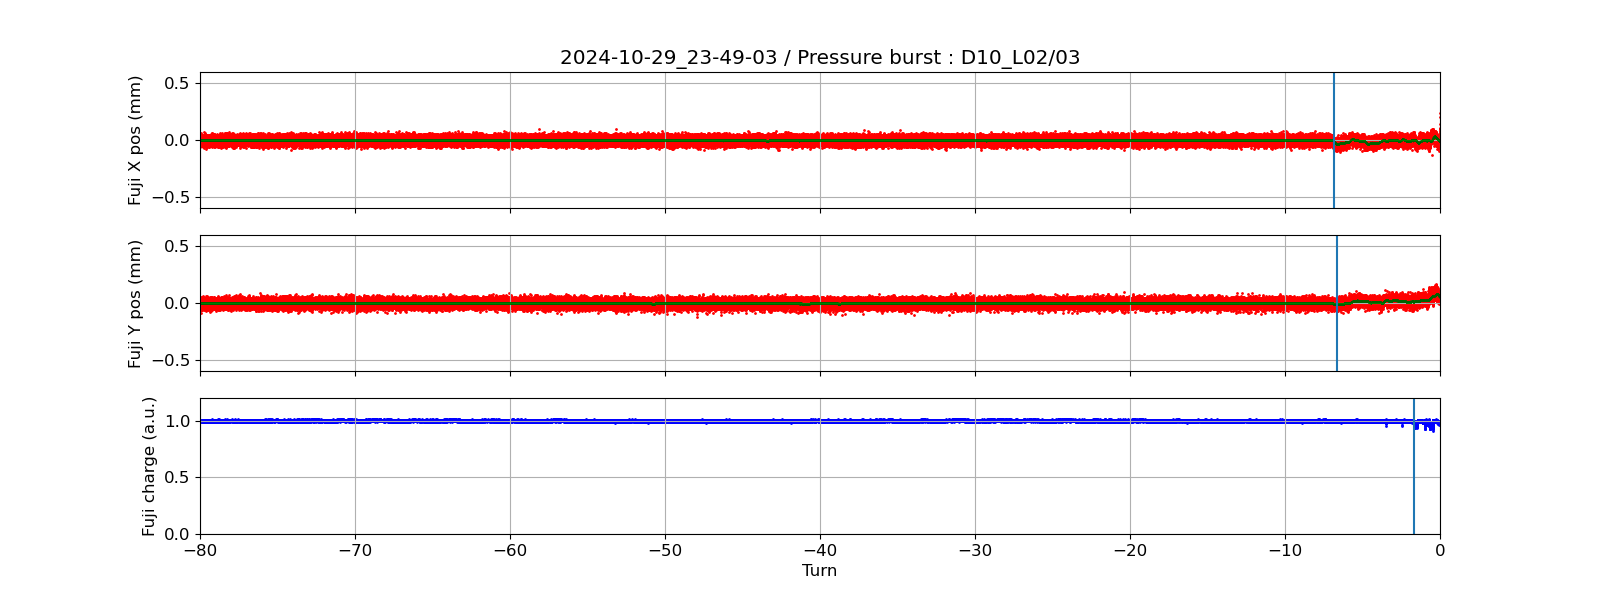 2024-10-29_23-49-03 / Pressure burst : D10_L02/03
Fuji X pos (mm)
0.5
0.0
−0.5
Fuji Y pos (mm)
0.5
0.0
−0.5
Fuji charge (a.u.)
1.0
0.5
0.0
−80 −70 −60 −50 −40 −30 −20 −10 0
Turn